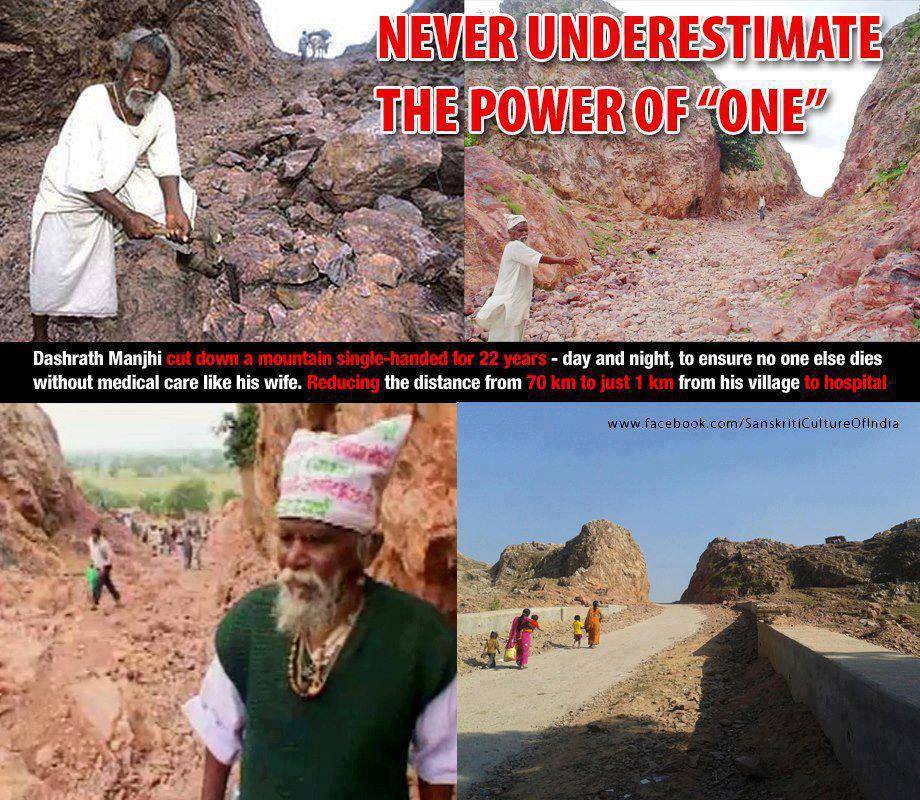 NEVER UNDERESTIMATE
THE POWER OF “ONE”
Dashrath Manjhi cut down a mountain single-handed for 22 years - day and night, to ensure no one else dies
without medical care like his wife. Reducing the distance from 70 km to just 1 km from his village to hospital
www.facebook.com/SanskritiCultureOfIndia